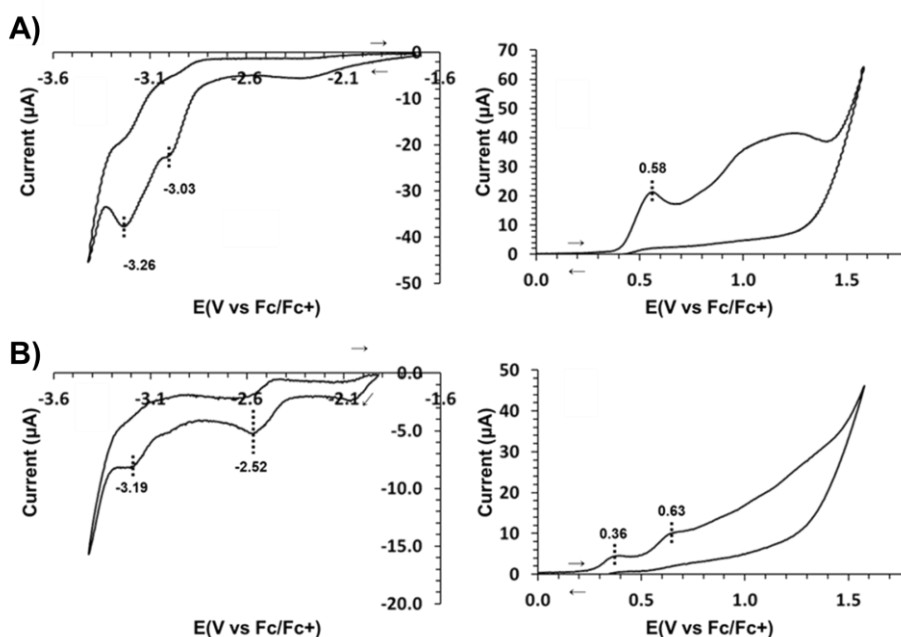 A)
-3.6 -3.1 -2.6 -2.1 -1.6
0
-10
-20
-30
-40
-50
Current (µA)
-3.03
-3.26
→
←
E(V vs Fc/Fc+)
70
60
50
40
30
20
10
0
Current (µA)
0.58
→
←
0.0 0.5 1.0 1.5
E(V vs Fc/Fc+)
B)
→
-3.6 -3.1 -2.6 -2.1 -1.6
0.0
-5.0
-10.0
-15.0
-20.0
Current (µA)
-3.19
-2.52
E(V vs Fc/Fc+)
50
40
30
20
10
0
Current (µA)
0.36
0.63
→
←
0.0 0.5 1.0 1.5
E(V vs Fc/Fc+)